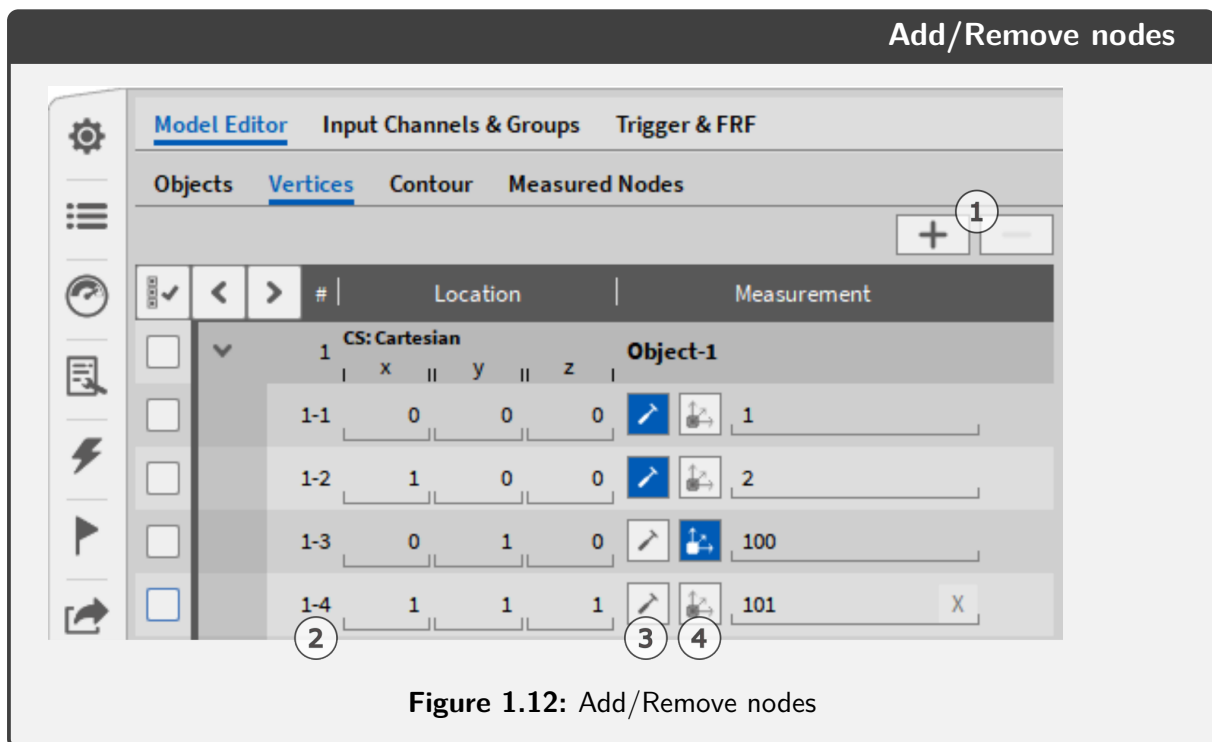 Add/Remove nodes
Model Editor Input Channels & Groups Trigger & FRF
Objects Vertices Contour Measured Nodes
1
# Location Measurement
1 CS: Cartesian x y z Object-1
1-1 0 0 0 1
1-2 1 0 0 2
1-3 0 1 0 100
1-4 1 1 1 101 X
2 3 4
Figure 1.12: Add/Remove nodes